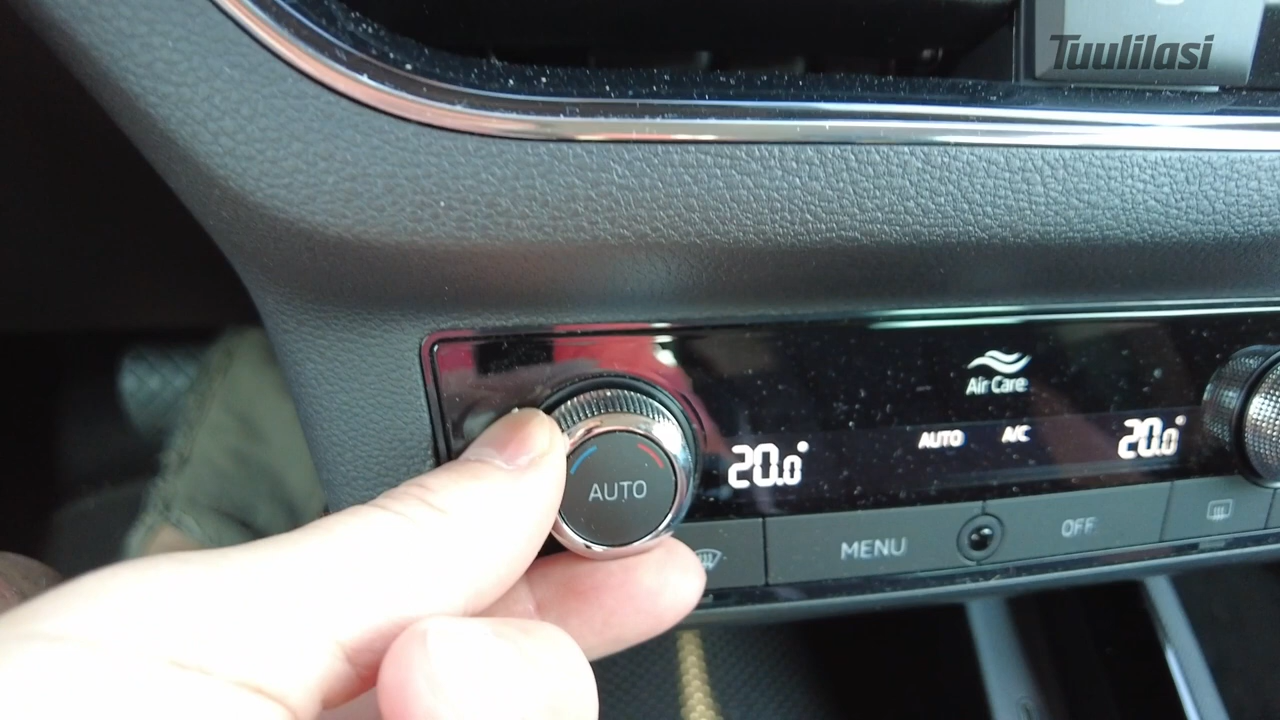 Tuulilasi
Air Care
20.0° AUTO A/C 20.0°
AUTO
MENU OFF